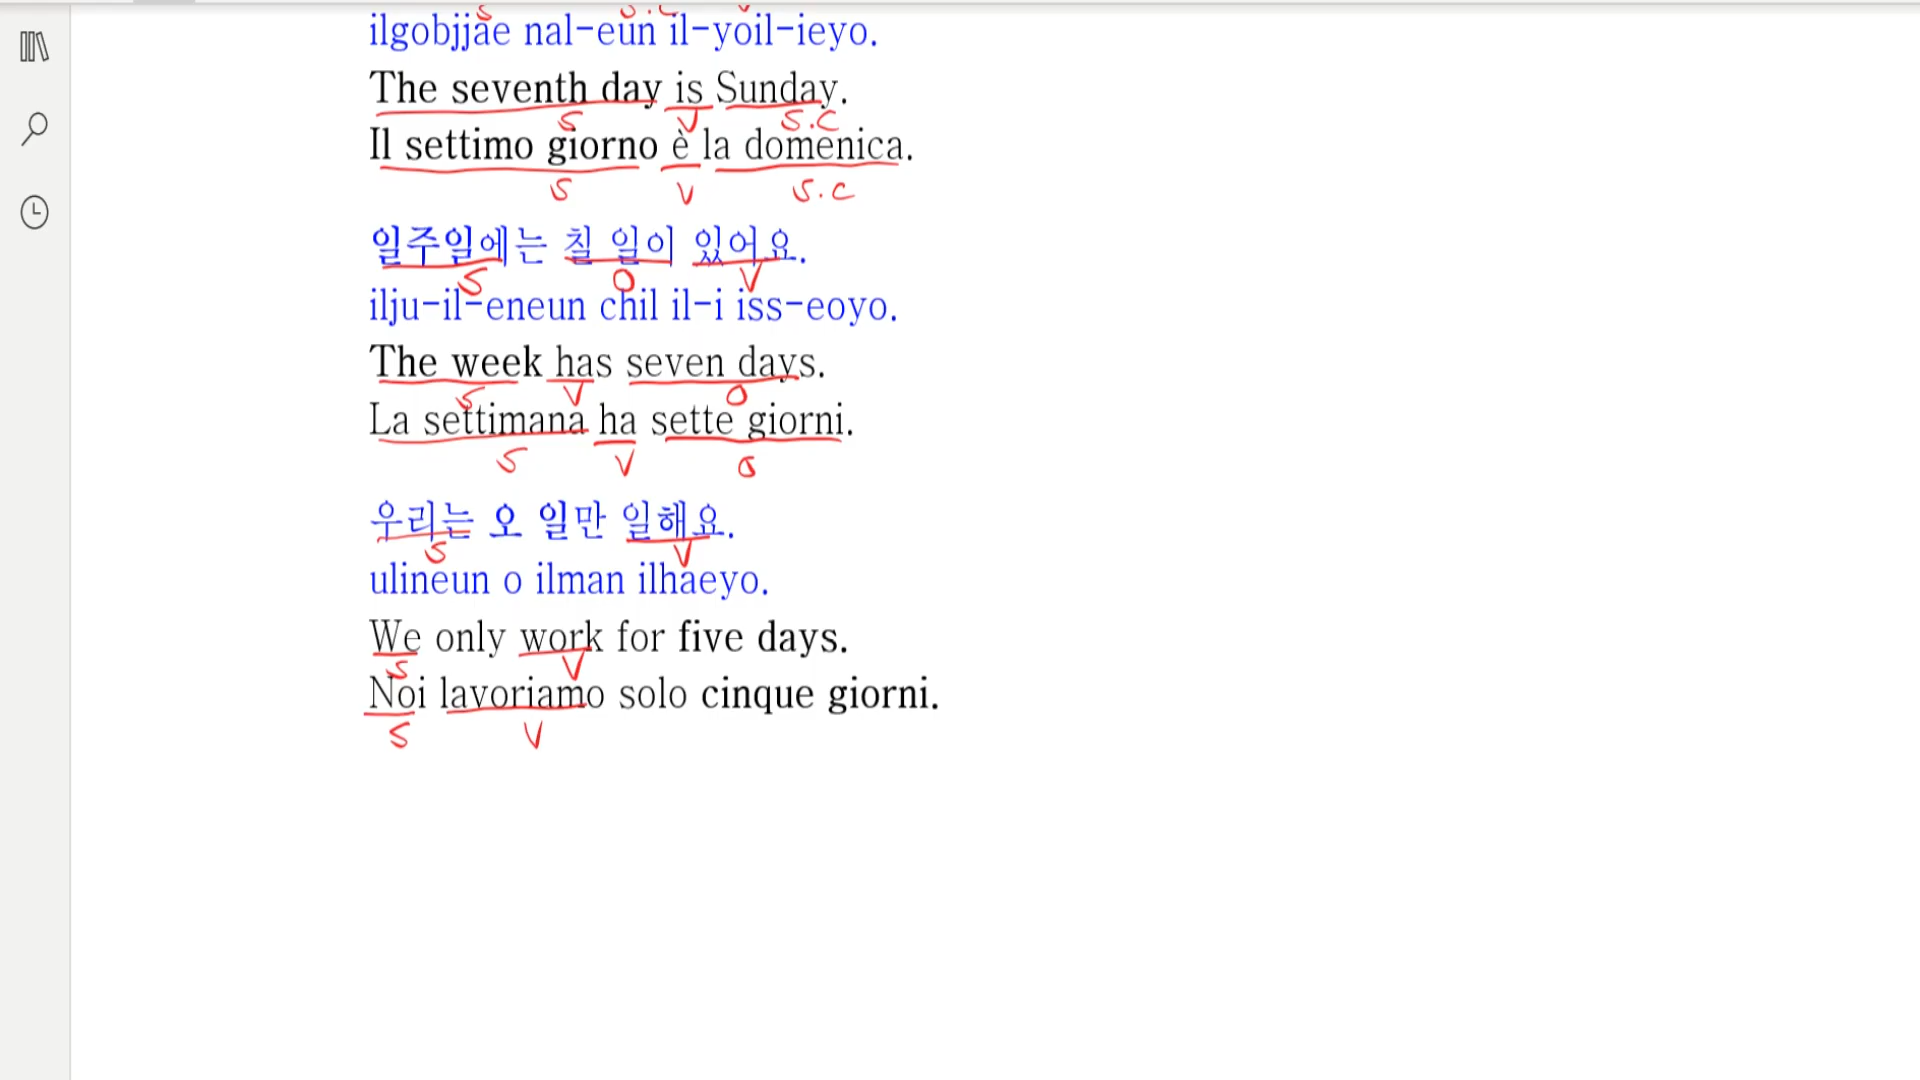 ilgobjjae nal-eun il-yoil-ieyo.
The seventh day is Sunday.
S V S.C
Il settimo giorno è la domenica.
S V S.C
일주일에는 칠 일이 있어요.
S O V
ilju-il-eneun chil il-i iss-eoyo.
The week has seven days.
S V O
La settimana ha sette giorni.
S V O
우리는 오 일만 일해요.
S V
ulineun o ilman ilhaeyo.
We only work for five days.
S V
Noi lavoriamo solo cinque giorni.
S V